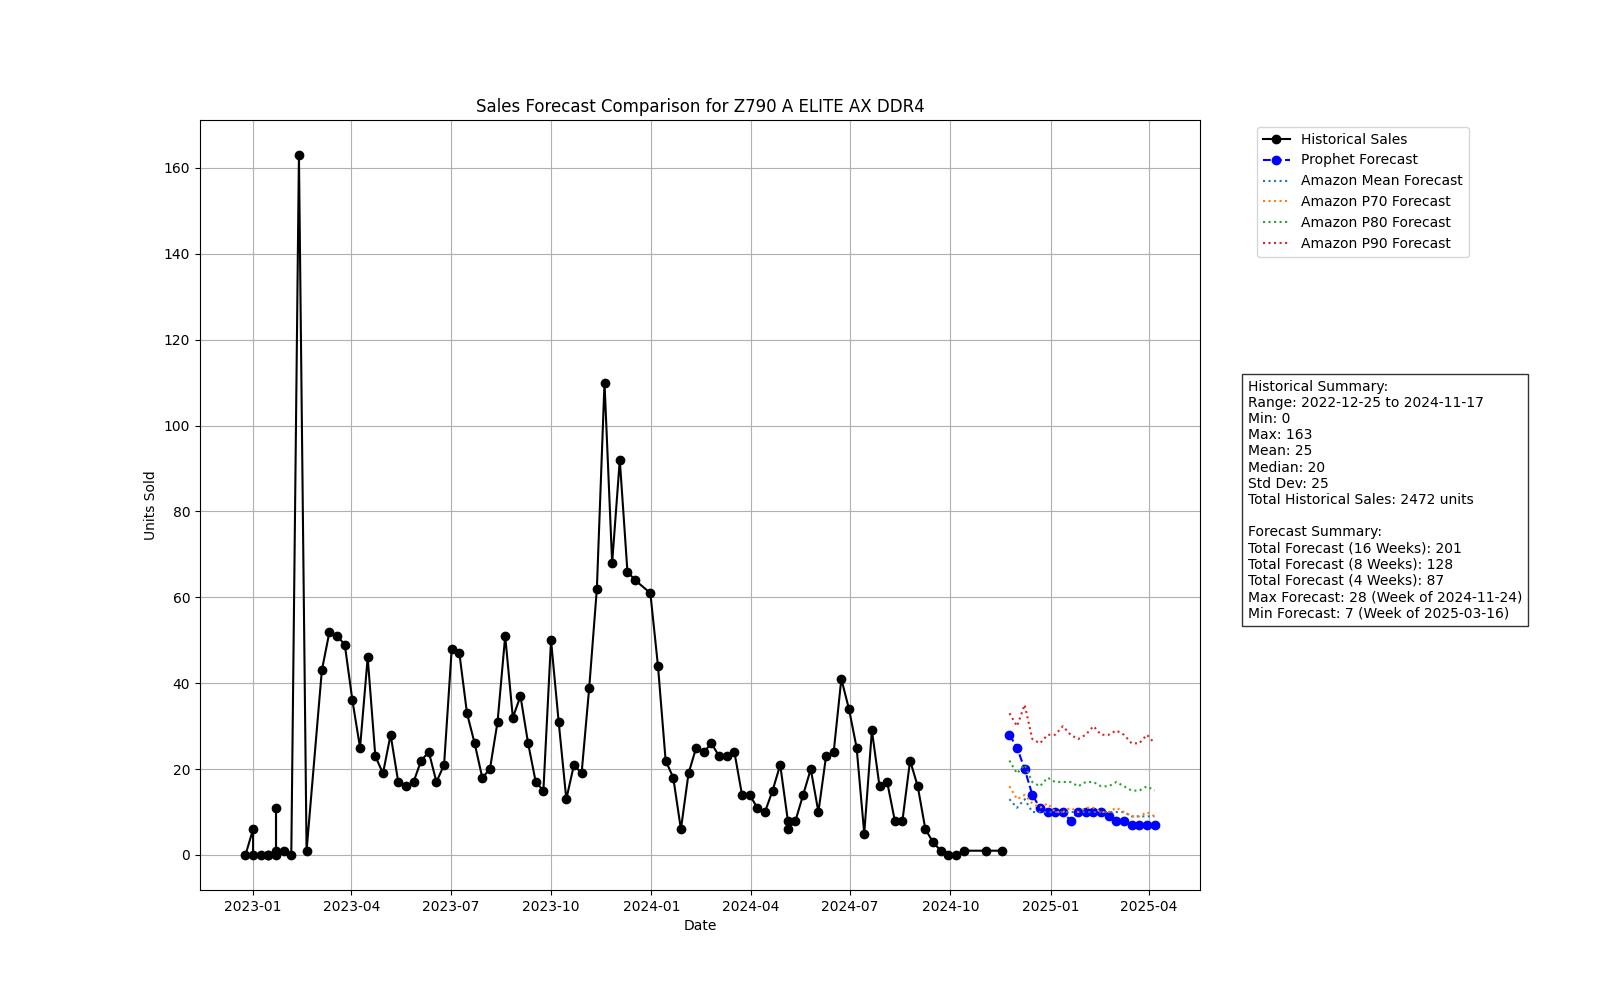 Sales Forecast Comparison for Z790 A ELITE AX DDR4
Historical Sales
Prophet Forecast
Amazon Mean Forecast
Amazon P70 Forecast
Amazon P80 Forecast
Amazon P90 Forecast
160
140
120
100
80
60
40
20
0
Units Sold
Historical Summary:
Range: 2022-12-25 to 2024-11-17
Min: 0
Max: 163
Mean: 25
Median: 20
Std Dev: 25
Total Historical Sales: 2472 units
Forecast Summary:
Total Forecast (16 Weeks): 201
Total Forecast (8 Weeks): 128
Total Forecast (4 Weeks): 87
Max Forecast: 28 (Week of 2024-11-24)
Min Forecast: 7 (Week of 2025-03-16)
2023-01 2023-04 2023-07 2023-10 2024-01 2024-04 2024-07 2024-10 2025-01 2025-04
Date